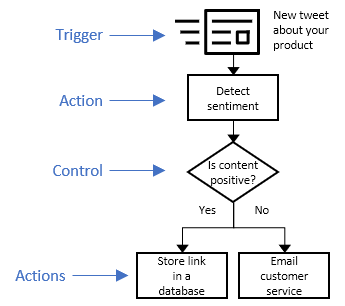 Trigger
New tweet
about your
product
Action
Detect
sentiment
Control
Is content
positive?
Yes
No
Actions
Store link
in a
database
Email
customer
service